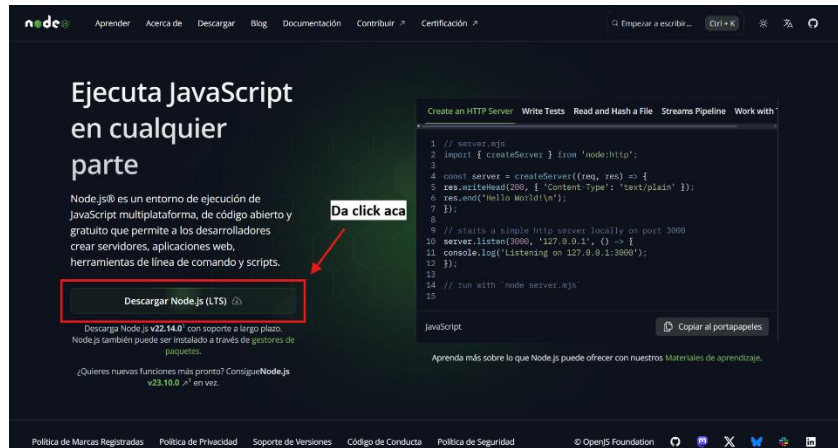 node
Aprender Acerca de Descargar Blog Documentación Contribuir ↗ Certificación ↗
Empezar a escribir... Ctrl + K
Ejecuta JavaScript
en cualquier
parte
Node.js® es un entorno de ejecución de
JavaScript multiplataforma, de código abierto y
gratuito que permite a los desarrolladores
crear servidores, aplicaciones web,
herramientas de línea de comando y scripts.
Da click aca
Descargar Node.js (LTS)
Descarga Node.js v22.14.0¹ con soporte a largo plazo.
Node.js también puede ser instalado a través de gestores de
paquetes.
¿Quieres nuevas funciones más pronto? ConsigueNode.js
v23.10.0 ↗¹ en vez.
Create an HTTP Server Write Tests Read and Hash a File Streams Pipeline Work with
1 // server.mjs
2 import { createServer } from 'node:http';
3
4 const server = createServer((req, res) => {
5 res.writeHead(200, { 'Content-Type': 'text/plain' });
6 res.end('Hello World!\n');
7 });
8
9 // starts a simple http server locally on port 3000
10 server.listen(3000, '127.0.0.1', () => {
11 console.log('Listening on 127.0.0.1:3000');
12 });
13
14 // run with `node server.mjs`
15
JavaScript Copiar al portapapeles
Aprenda más sobre lo que Node.js puede ofrecer con nuestros Materiales de aprendizaje.
Política de Marcas Registradas Política de Privacidad Soporte de Versiones Código de Conducta Política de Seguridad © OpenJS Foundation